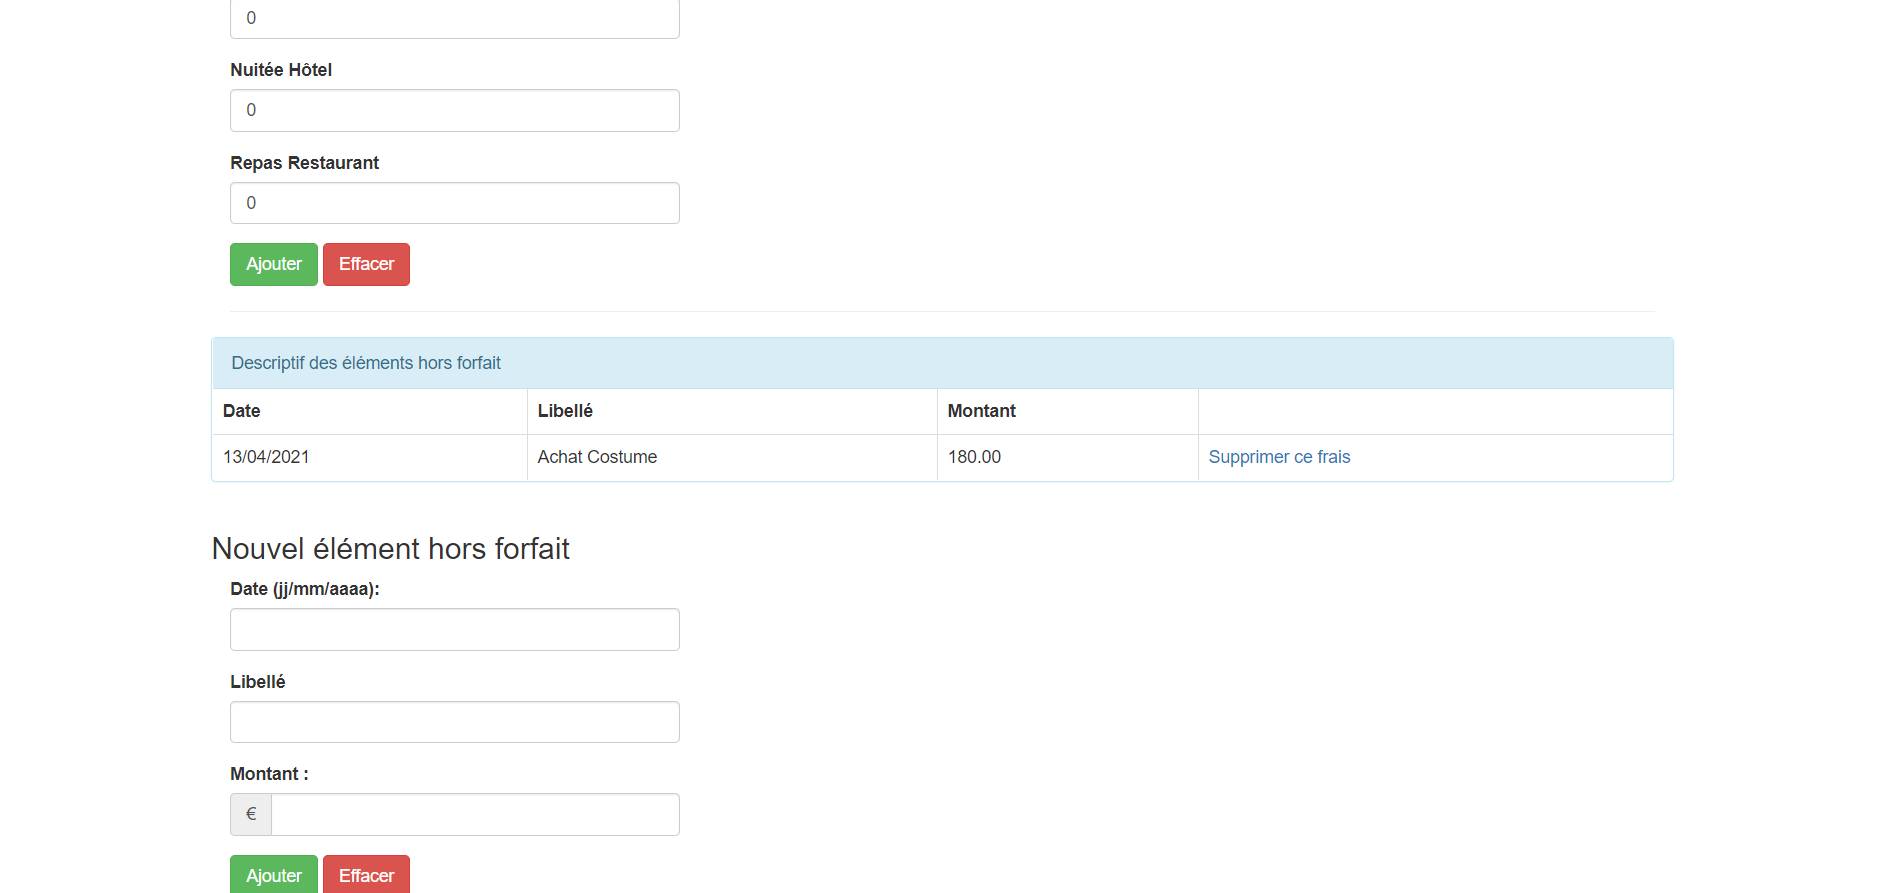 0
Nuitée Hôtel
0
Repas Restaurant
0
Ajouter Effacer
Descriptif des éléments hors forfait
Date Libellé Montant
13/04/2021 Achat Costume 180.00 Supprimer ce frais
Nouvel élément hors forfait
Date (jj/mm/aaaa):
Libellé
Montant :
€
Ajouter Effacer